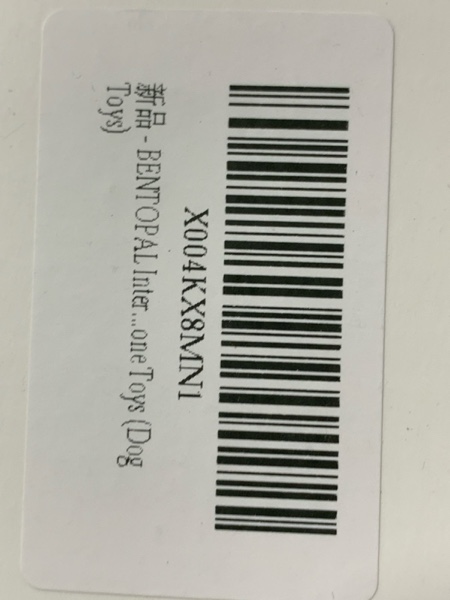 X004KX8MN1
新品 - BENTOPAL Inter...one Toys (Dog
Toys)